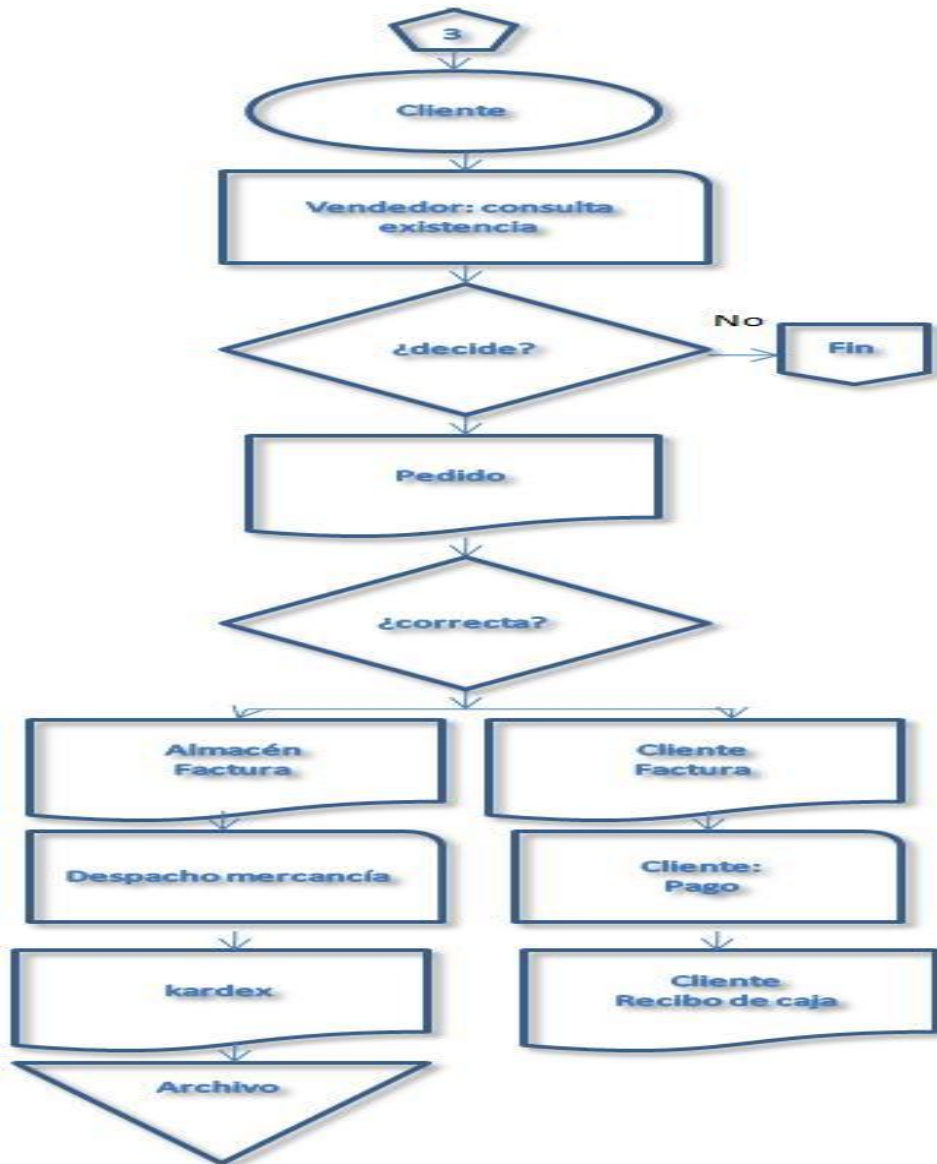 3
Cliente
Vendedor: consulta
existencia
¿decide?
No
Fin
Pedido
¿correcta?
Almacén
Factura
Cliente
Factura
Despacho mercancía
Cliente:
Pago
kardex
Cliente
Recibo de caja
Archivo